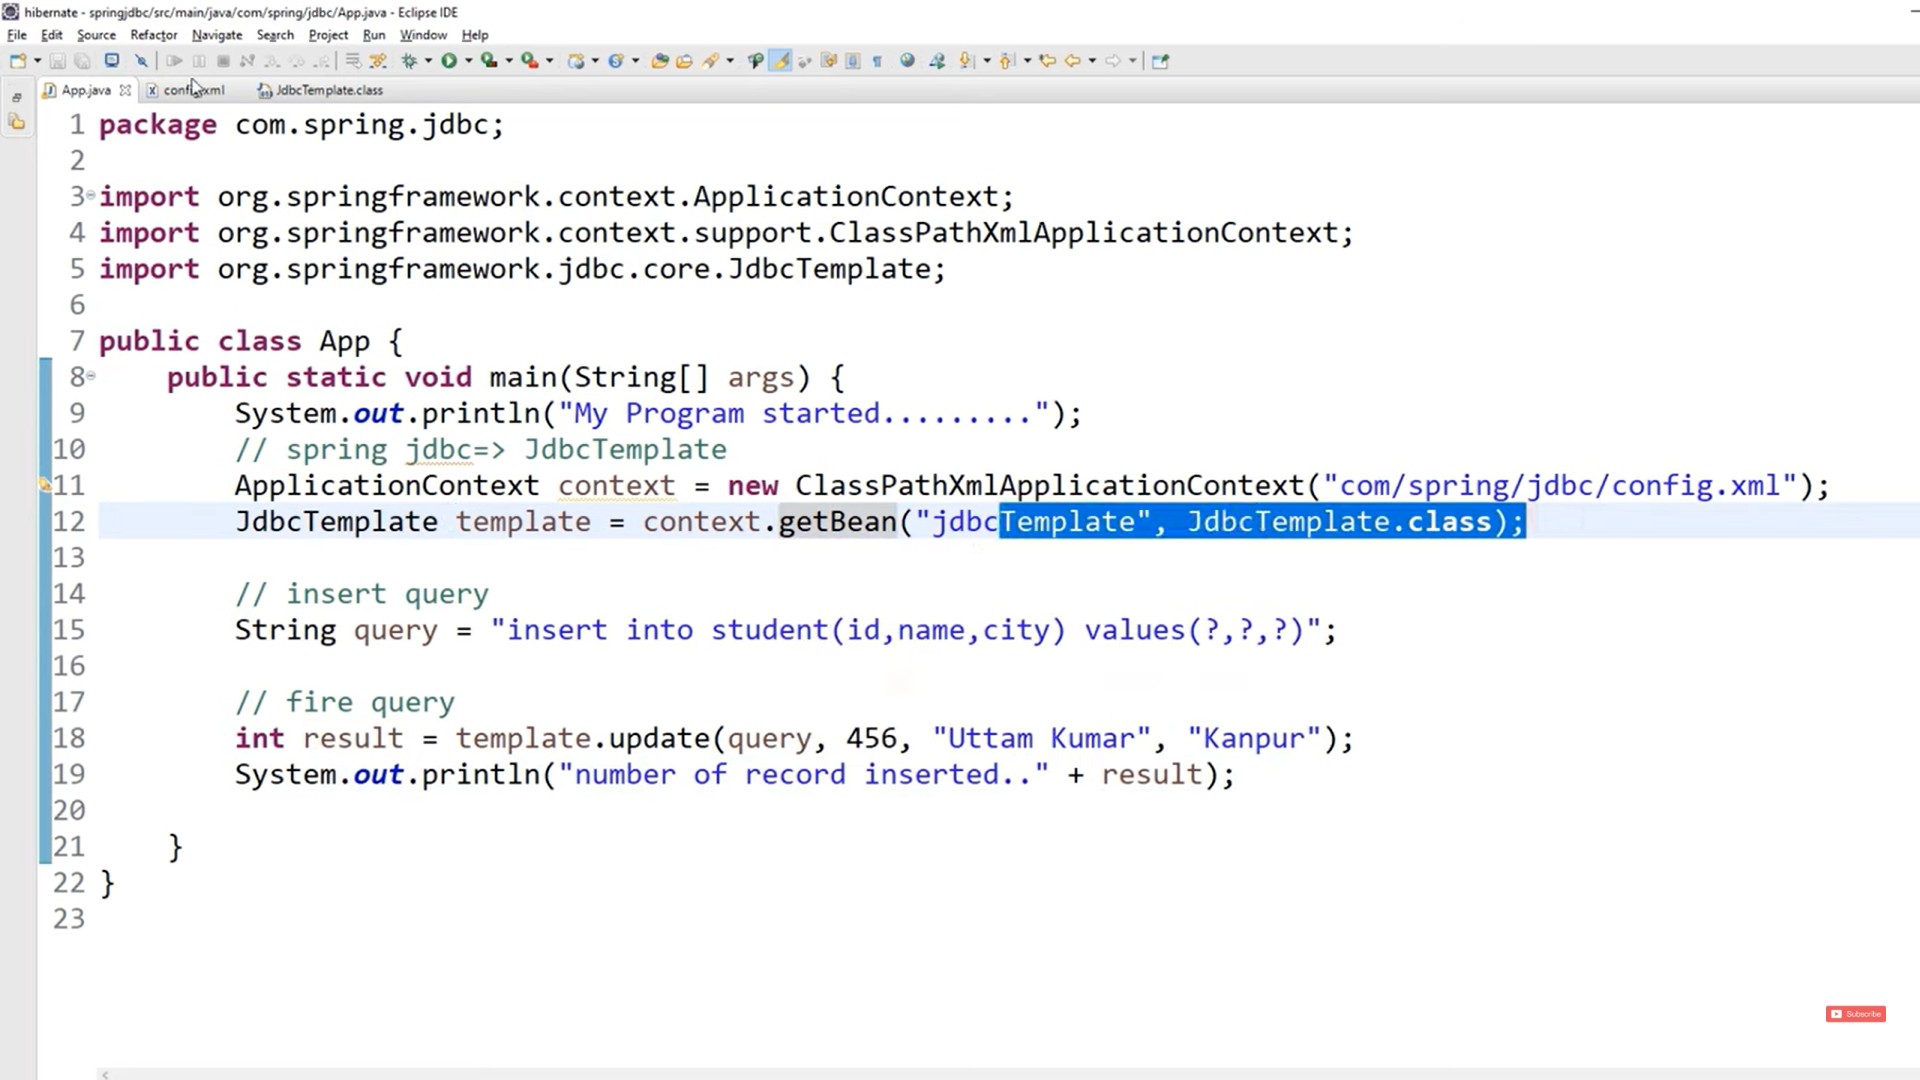 hibernate - springjdbc/src/main/java/com/spring/jdbc/App.java - Eclipse IDE
File Edit Source Refactor Navigate Search Project Run Window Help
App.java config.xml JdbcTemplate.class
1 package com.spring.jdbc;
2
3 import org.springframework.context.ApplicationContext;
4 import org.springframework.context.support.ClassPathXmlApplicationContext;
5 import org.springframework.jdbc.core.JdbcTemplate;
6
7 public class App {
8 public static void main(String[] args) {
9 System.out.println("My Program started.........");
10 // spring jdbc=> JdbcTemplate
11 ApplicationContext context = new ClassPathXmlApplicationContext("com/spring/jdbc/config.xml");
12 JdbcTemplate template = context.getBean("jdbcTemplate", JdbcTemplate.class);
13
14 // insert query
15 String query = "insert into student(id,name,city) values(?,?,?)";
16
17 // fire query
18 int result = template.update(query, 456, "Uttam Kumar", "Kanpur");
19 System.out.println("number of record inserted.." + result);
20
21 }
22 }
23
Subscribe